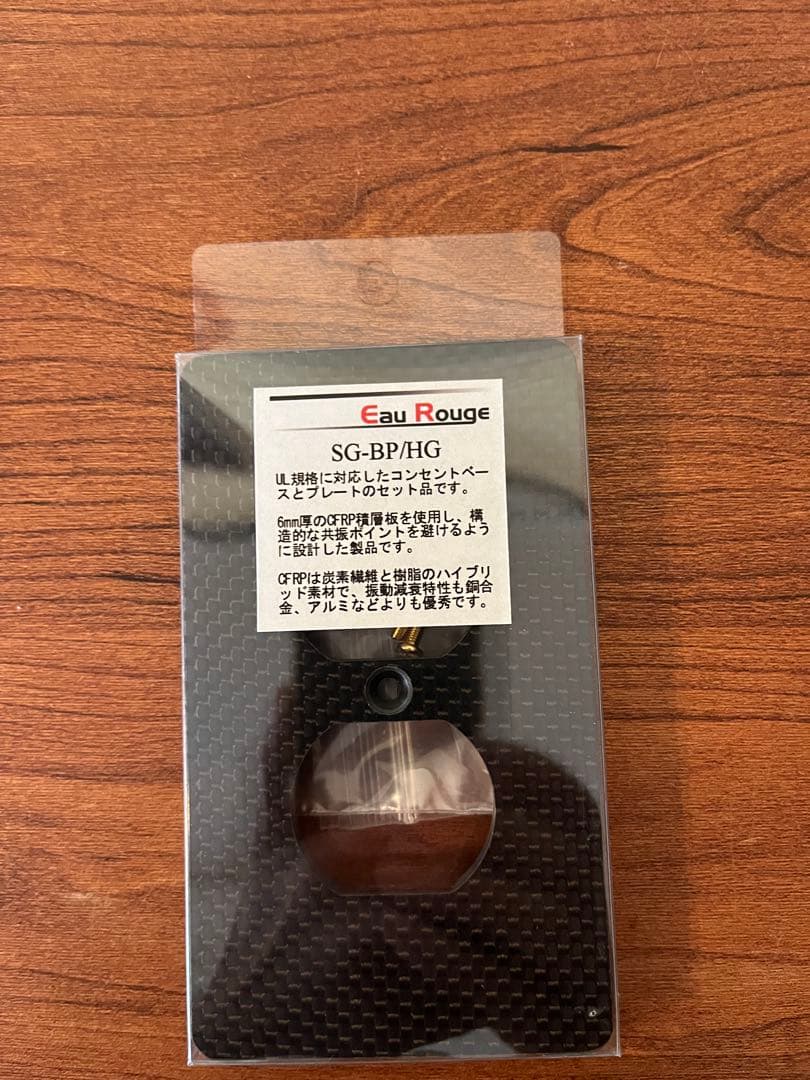 Eau Rouge
SG-BP/HG
UL規格に対応したコンセントベー
スとプレートのセット品です。
6mm厚のCFRP積層板を使用し、構
造的な共振ポイントを避けるよう
に設計した製品です。
CFRPは炭素繊維と樹脂のハイブリ
ッド素材で、振動減衰特性も銅合
金、アルミなどよりも優秀です。